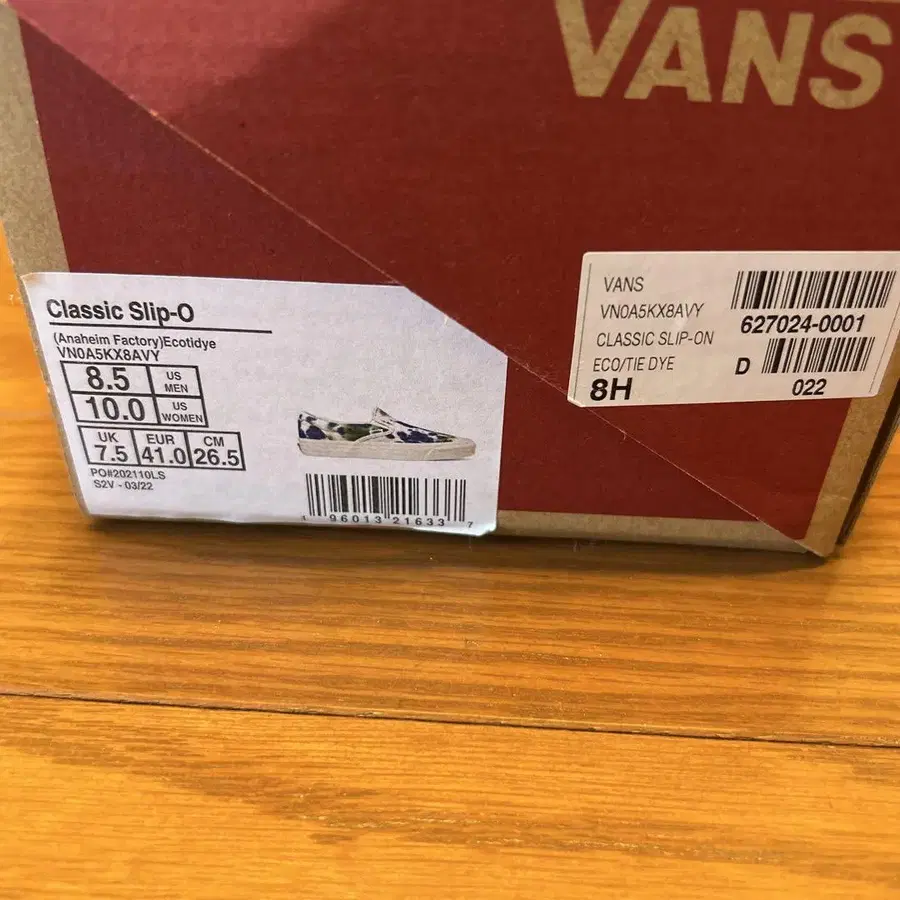 VANS
Classic Slip-O
(Anaheim Factory)Ecotidye
VN0A5KX8AVY
8.5 US MEN
10.0 US WOMEN
UK 7.5 EUR 41.0 CM 26.5
PO#202110LS
S2V - 03/22
1 96013 21633 7
VANS
VN0A5KX8AVY
CLASSIC SLIP-ON
ECO/TIE DYE
8H
627024-0001
D
022